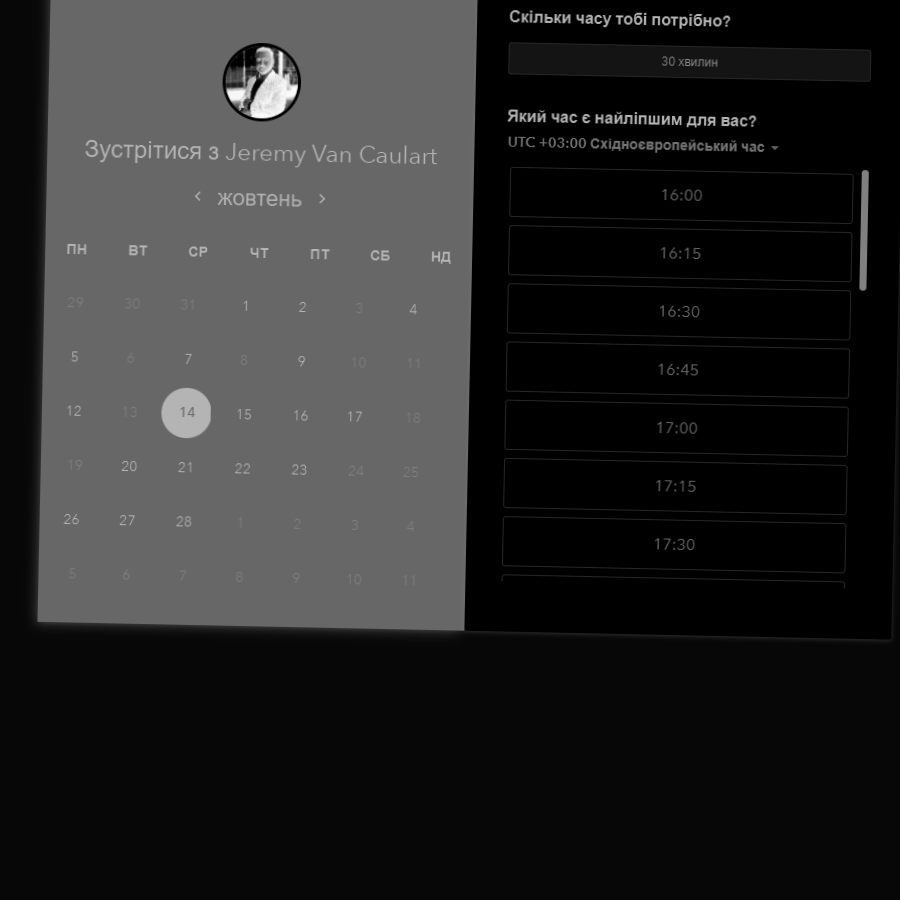 Зустрітися з Jeremy Van Caulart
жовтень
ПН ВТ СР ЧТ ПТ СБ НД
29 30 31 1 2 3 4
5 6 7 8 9 10 11
12 13 14 15 16 17 18
19 20 21 22 23 24 25
26 27 28 1 2 3 4
5 6 7 8 9 10 11
Скільки часу тобі потрібно?
30 хвилин
Який час є найліпшим для вас?
UTC +03:00 Східноєвропейський час
16:00
16:15
16:30
16:45
17:00
17:15
17:30